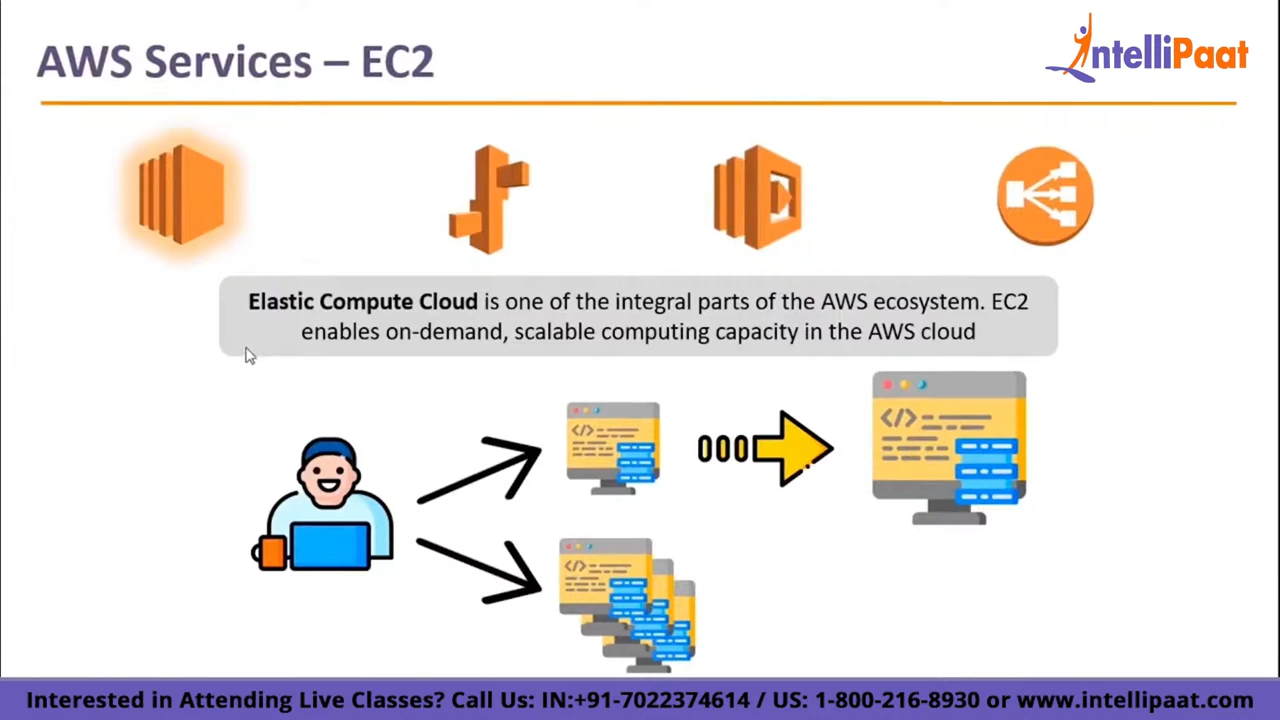 AWS Services – EC2
IntelliPaat
Elastic Compute Cloud is one of the integral parts of the AWS ecosystem. EC2
enables on-demand, scalable computing capacity in the AWS cloud
</>
</>
</>
Interested in Attending Live Classes? Call Us: IN:+91-7022374614 / US: 1-800-216-8930 or www.intellipaat.com